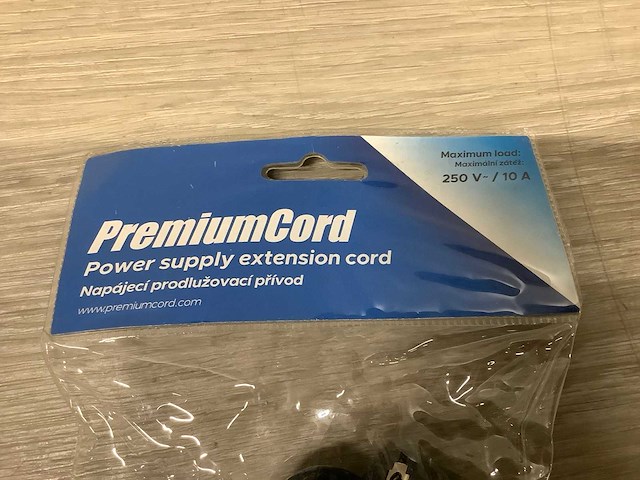 Maximum load:
Maximální zátěž:
250 V~ / 10 A
PremiumCord
Power supply extension cord
Napájecí prodlužovací přívod
www.premiumcord.com